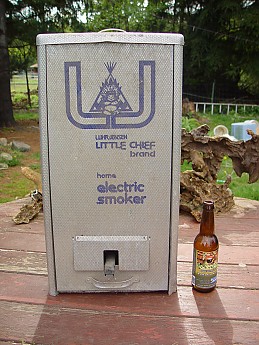 LUHR JENSEN
LITTLE CHIEF
brand
home
electric
smoker